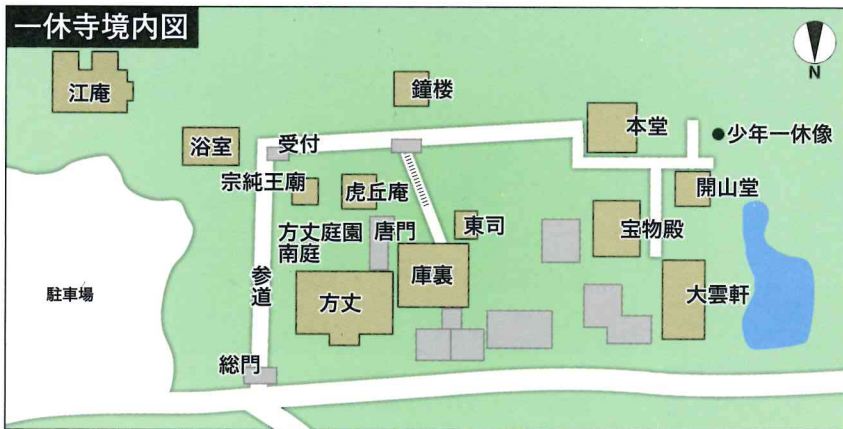 一休寺境内図
N
江庵
鐘楼
本堂
少年一休像
浴室
受付
宗純王廟
虎丘庵
開山堂
方丈庭園
南庭
唐門
東司
宝物殿
参道
駐車場
方丈
庫裏
大雲軒
総門